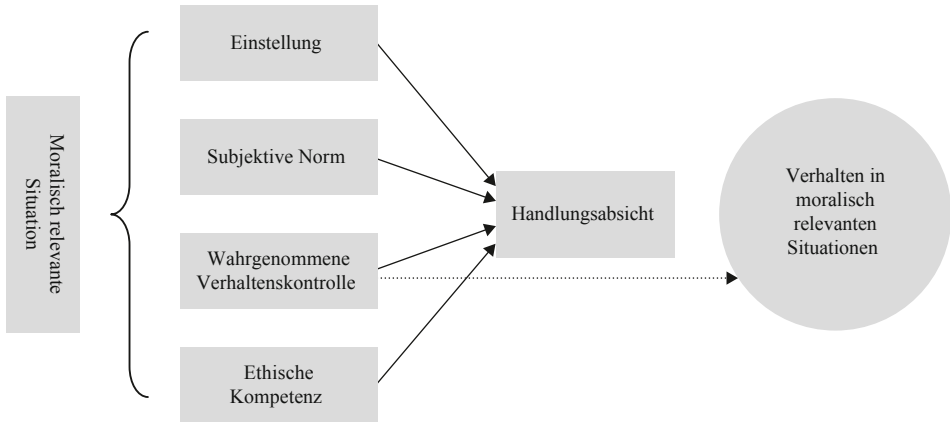 Moralisch relevante
Situation
Einstellung
Subjektive Norm
Wahrgenommene
Verhaltenskontrolle
Ethische
Kompetenz
Handlungsabsicht
Verhalten in
moralisch
relevanten
Situationen